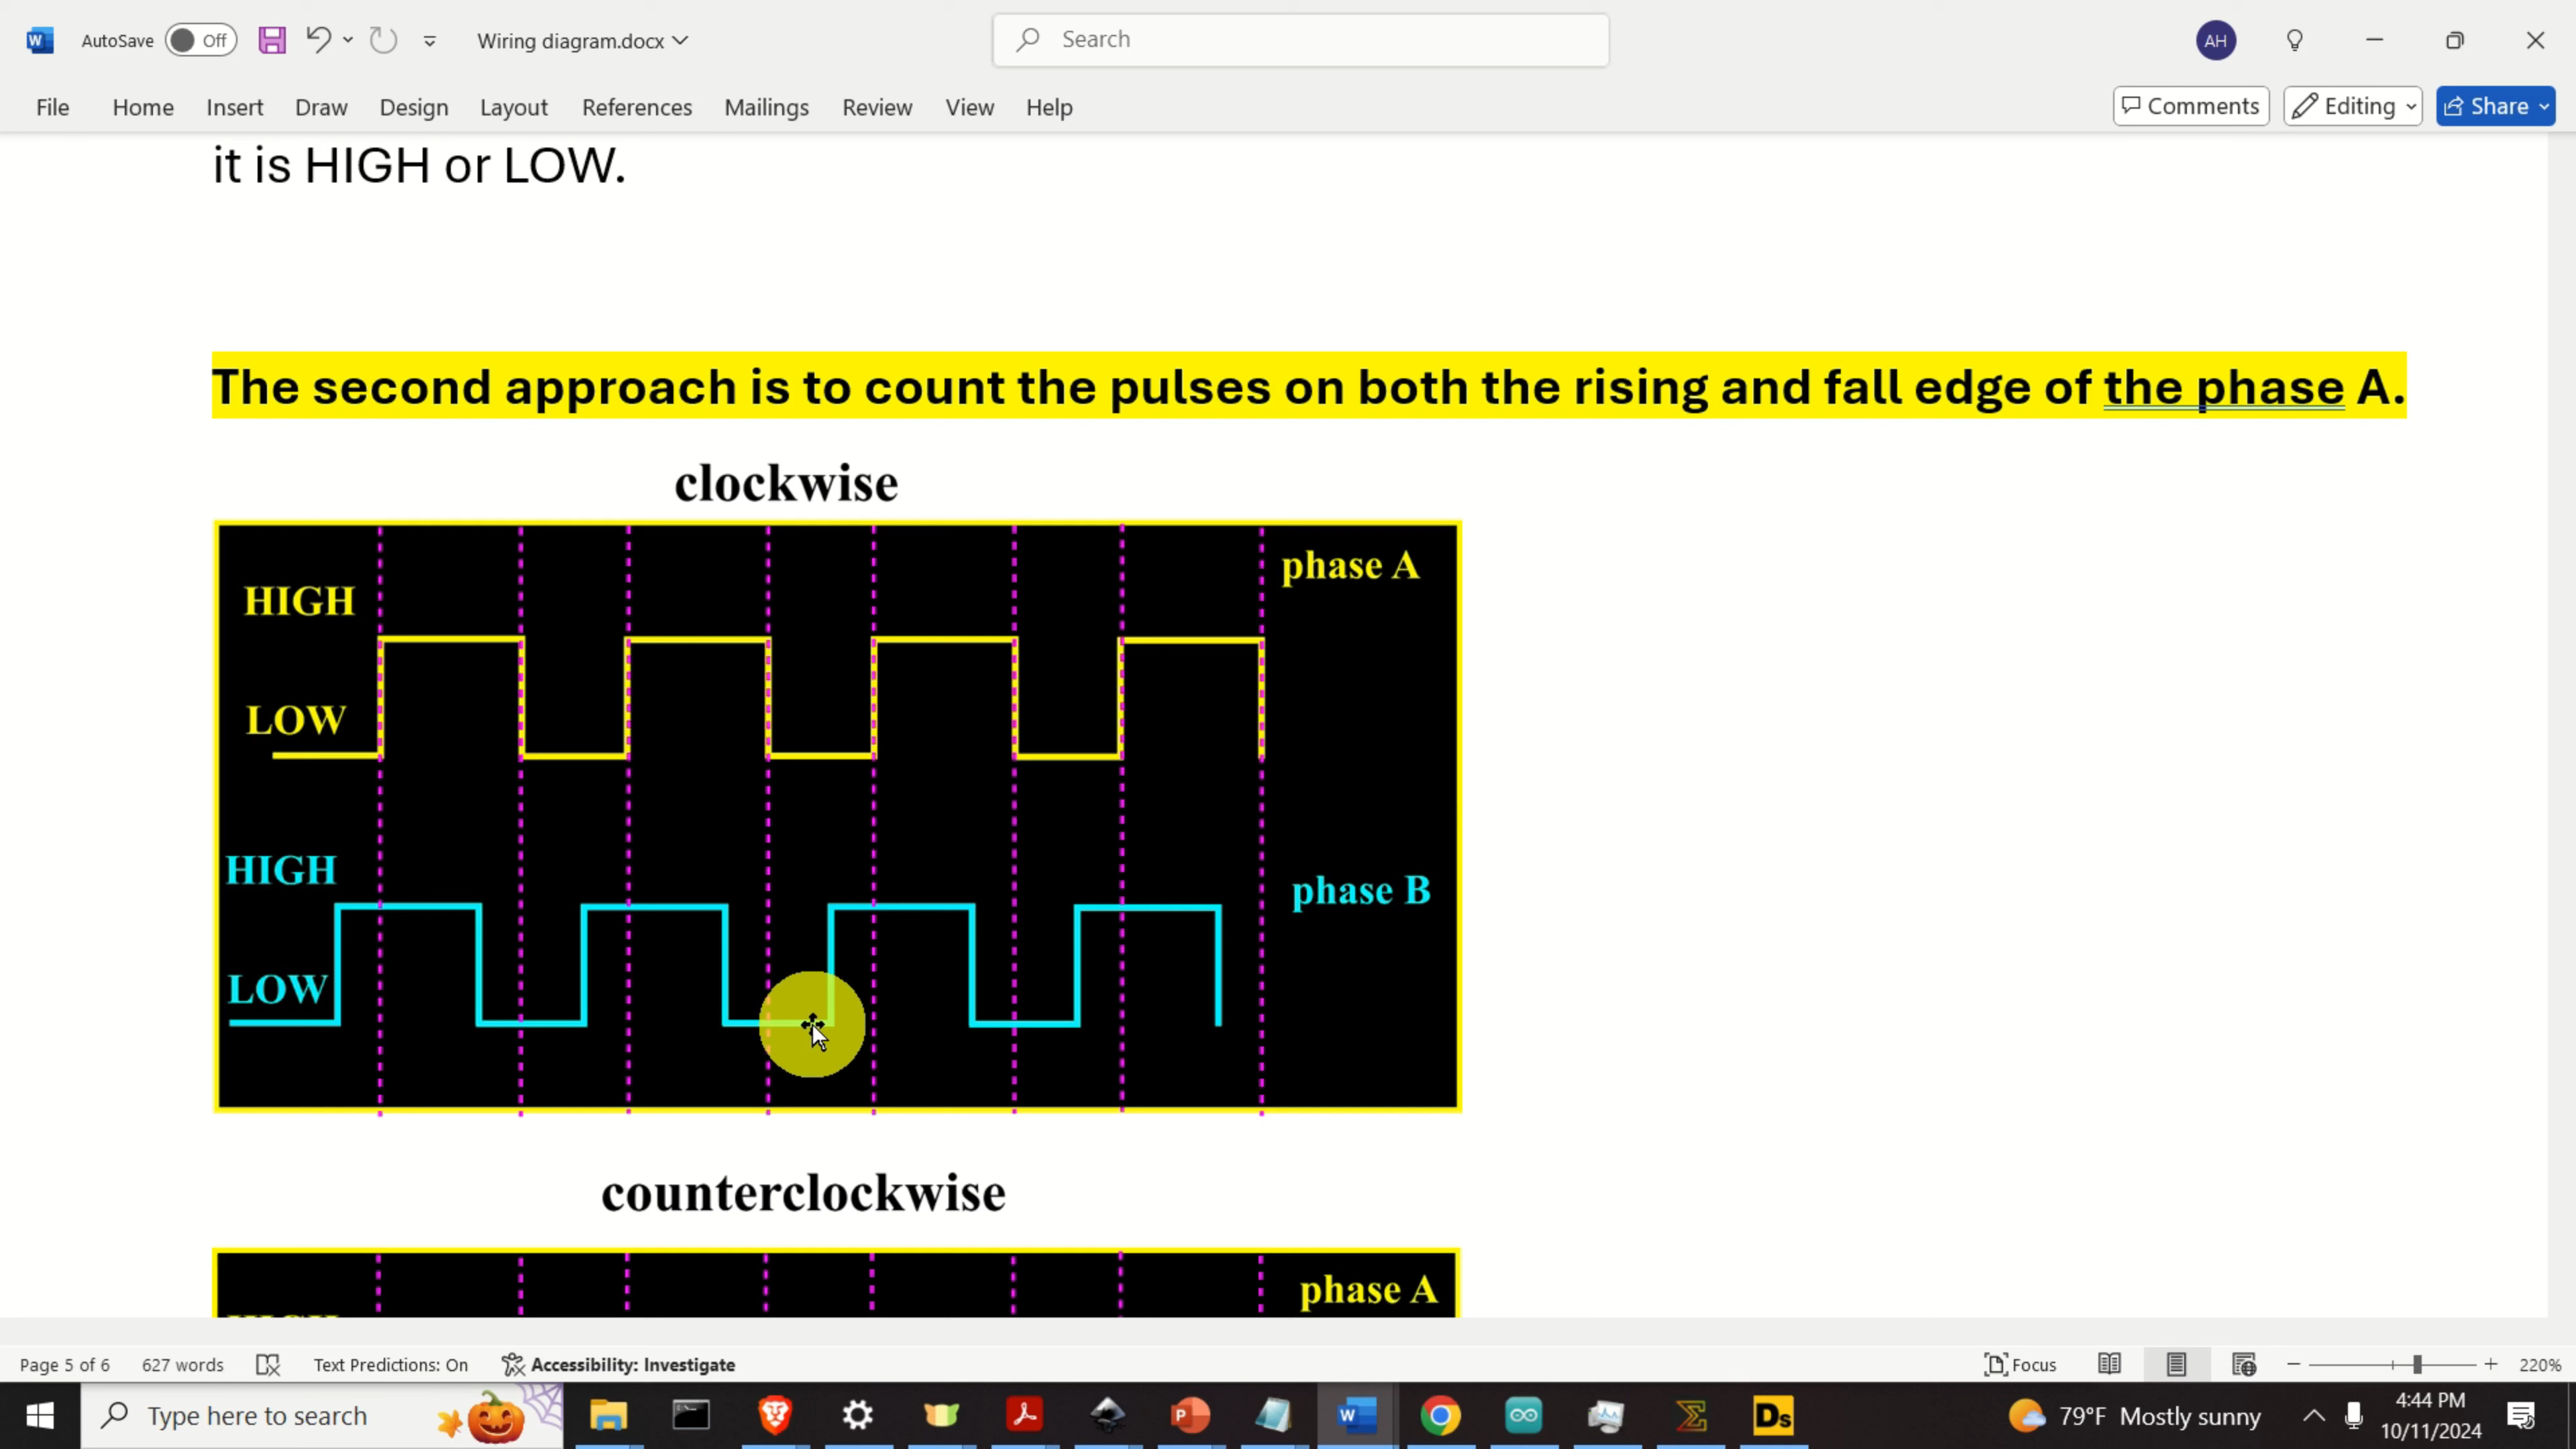 AutoSave Off Wiring diagram.docx Search AH
File Home Insert Draw Design Layout References Mailings Review View Help Comments Editing Share
it is HIGH or LOW.
The second approach is to count the pulses on both the rising and fall edge of the phase A.
clockwise
phase A
HIGH
LOW
HIGH
phase B
LOW
counterclockwise
phase A
Page 5 of 6 627 words Text Predictions: On Accessibility: Investigate Focus 220%
Type here to search 79°F Mostly sunny 4:44 PM
10/11/2024